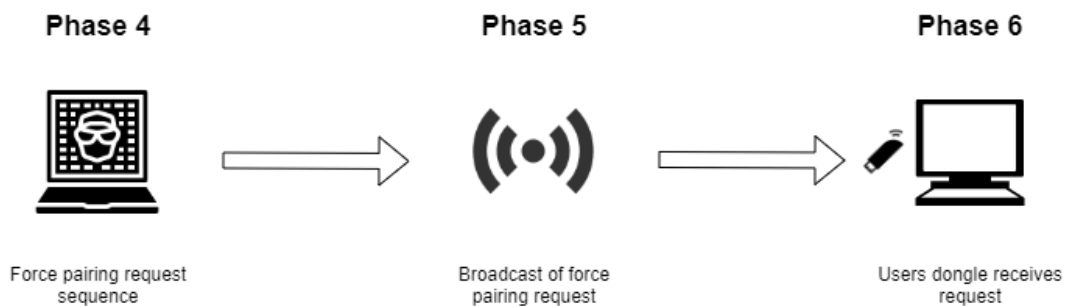 Phase 4
Phase 5
Phase 6
Force pairing request
sequence
Broadcast of force
pairing request
Users dongle receives
request